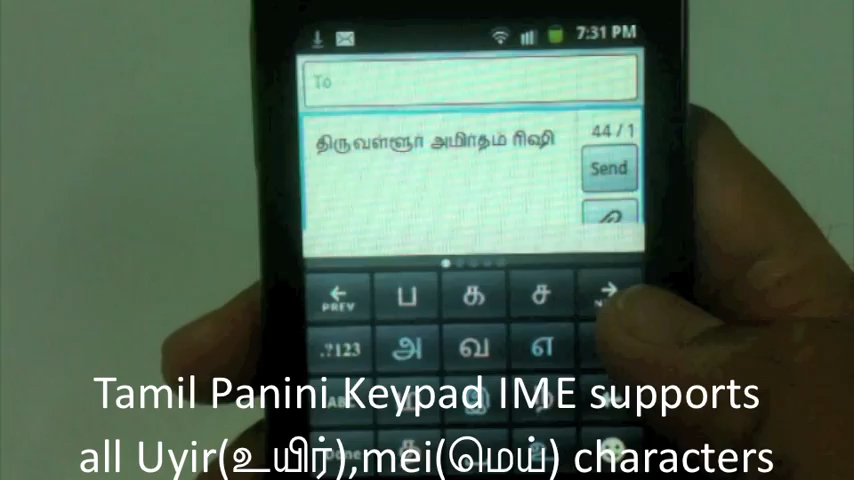 7:31 PM
To
திருவள்ளூர் அமிர்தம் ரிஷி
44 / 1
Send
PREV ப க ச
.?123 அ வ எ
Tamil Panini Keypad IME supports
all Uyir(உயிர்),mei(மெய்) characters